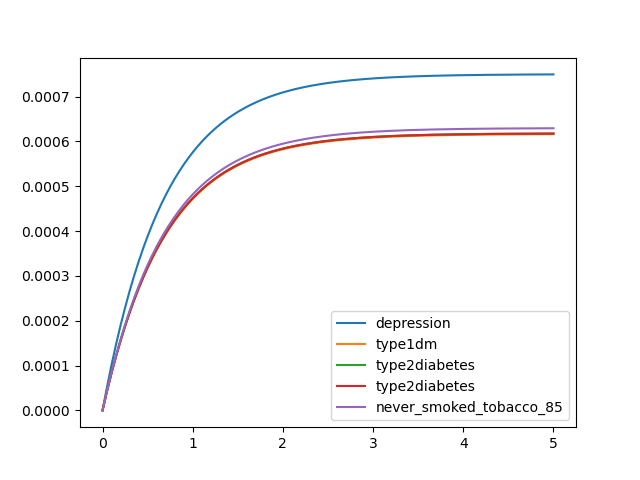 0.0007
0.0006
0.0005
0.0004
0.0003
0.0002
0.0001
0.0000
depression
type1dm
type2diabetes
type2diabetes
never_smoked_tobacco_85
0 1 2 3 4 5